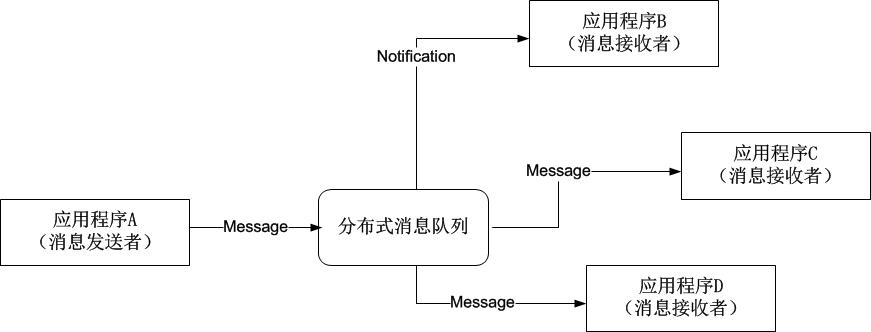 应用程序B
（消息接收者）
Notification
应用程序C
（消息接收者）
Message
应用程序A
（消息发送者）
Message
分布式消息队列
应用程序D
（消息接收者）
Message